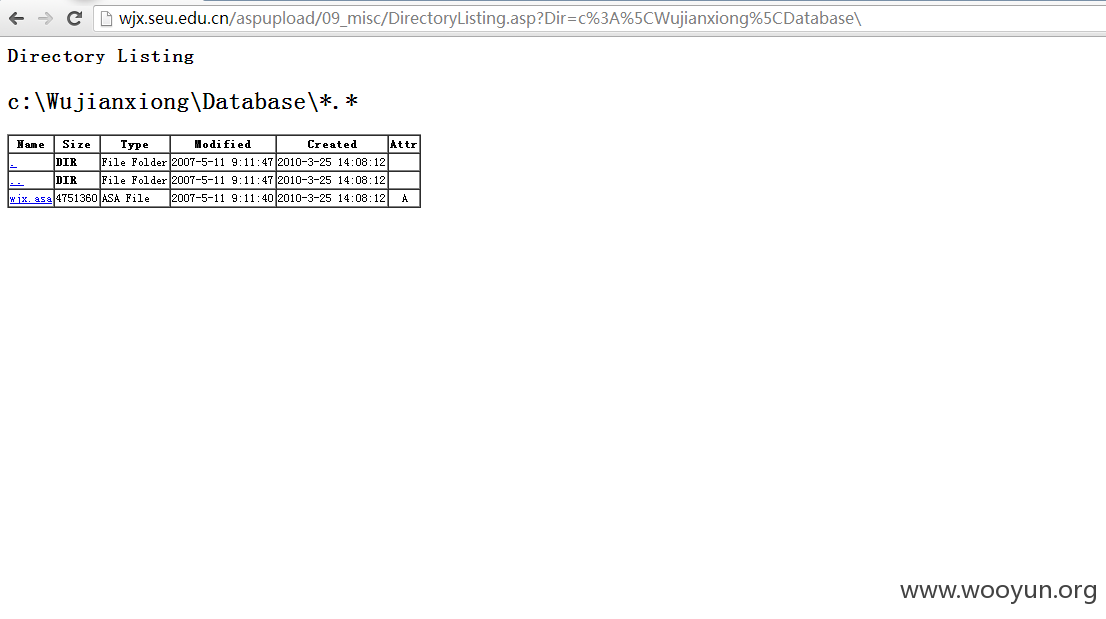 wjx.seu.edu.cn/aspupload/09_misc/DirectoryListing.asp?Dir=c%3A%5CWujianxiong%5CDatabase\
Directory Listing
c:\Wujianxiong\Database\*.*
Name Size Type Modified Created Attr
. DIR File Folder 2007-5-11 9:11:47 2010-3-25 14:08:12
.. DIR File Folder 2007-5-11 9:11:47 2010-3-25 14:08:12
wjx.asa 4751360 ASA File 2007-5-11 9:11:40 2010-3-25 14:08:12 A
www.wooyun.org